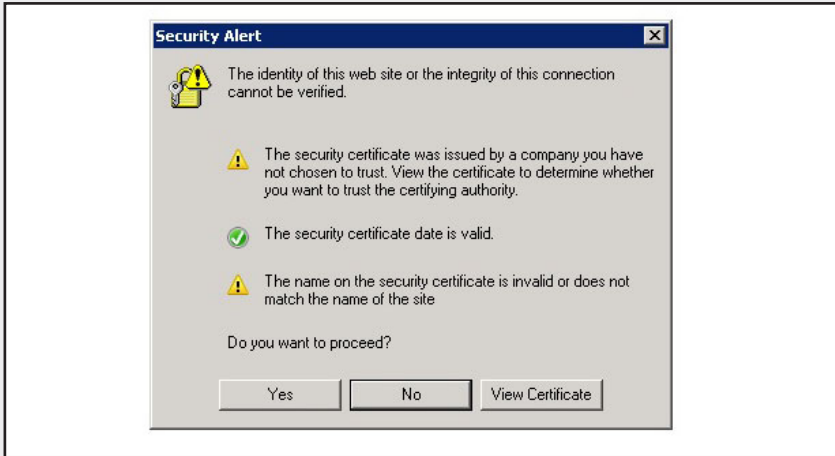 Security Alert
The identity of this web site or the integrity of this connection
cannot be verified.
The security certificate was issued by a company you have
not chosen to trust. View the certificate to determine whether
you want to trust the certifying authority.
The security certificate date is valid.
The name on the security certificate is invalid or does not
match the name of the site
Do you want to proceed?
Yes
No
View Certificate